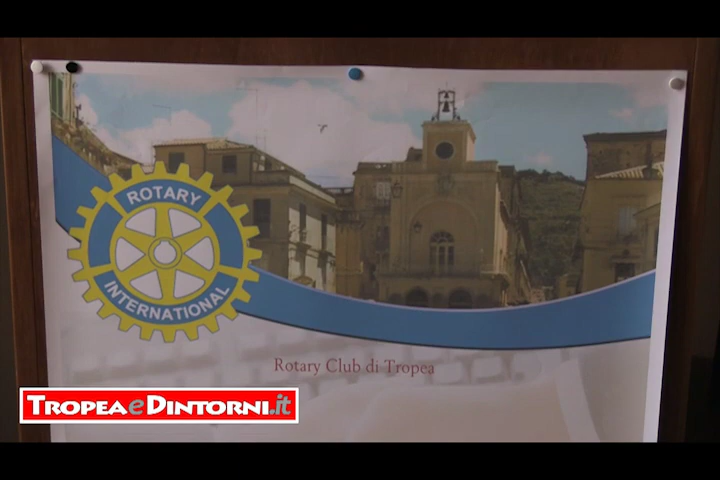 ROTARY
INTERNATIONAL
Rotary Club di Tropea
TROPEAeDINTORNI.it